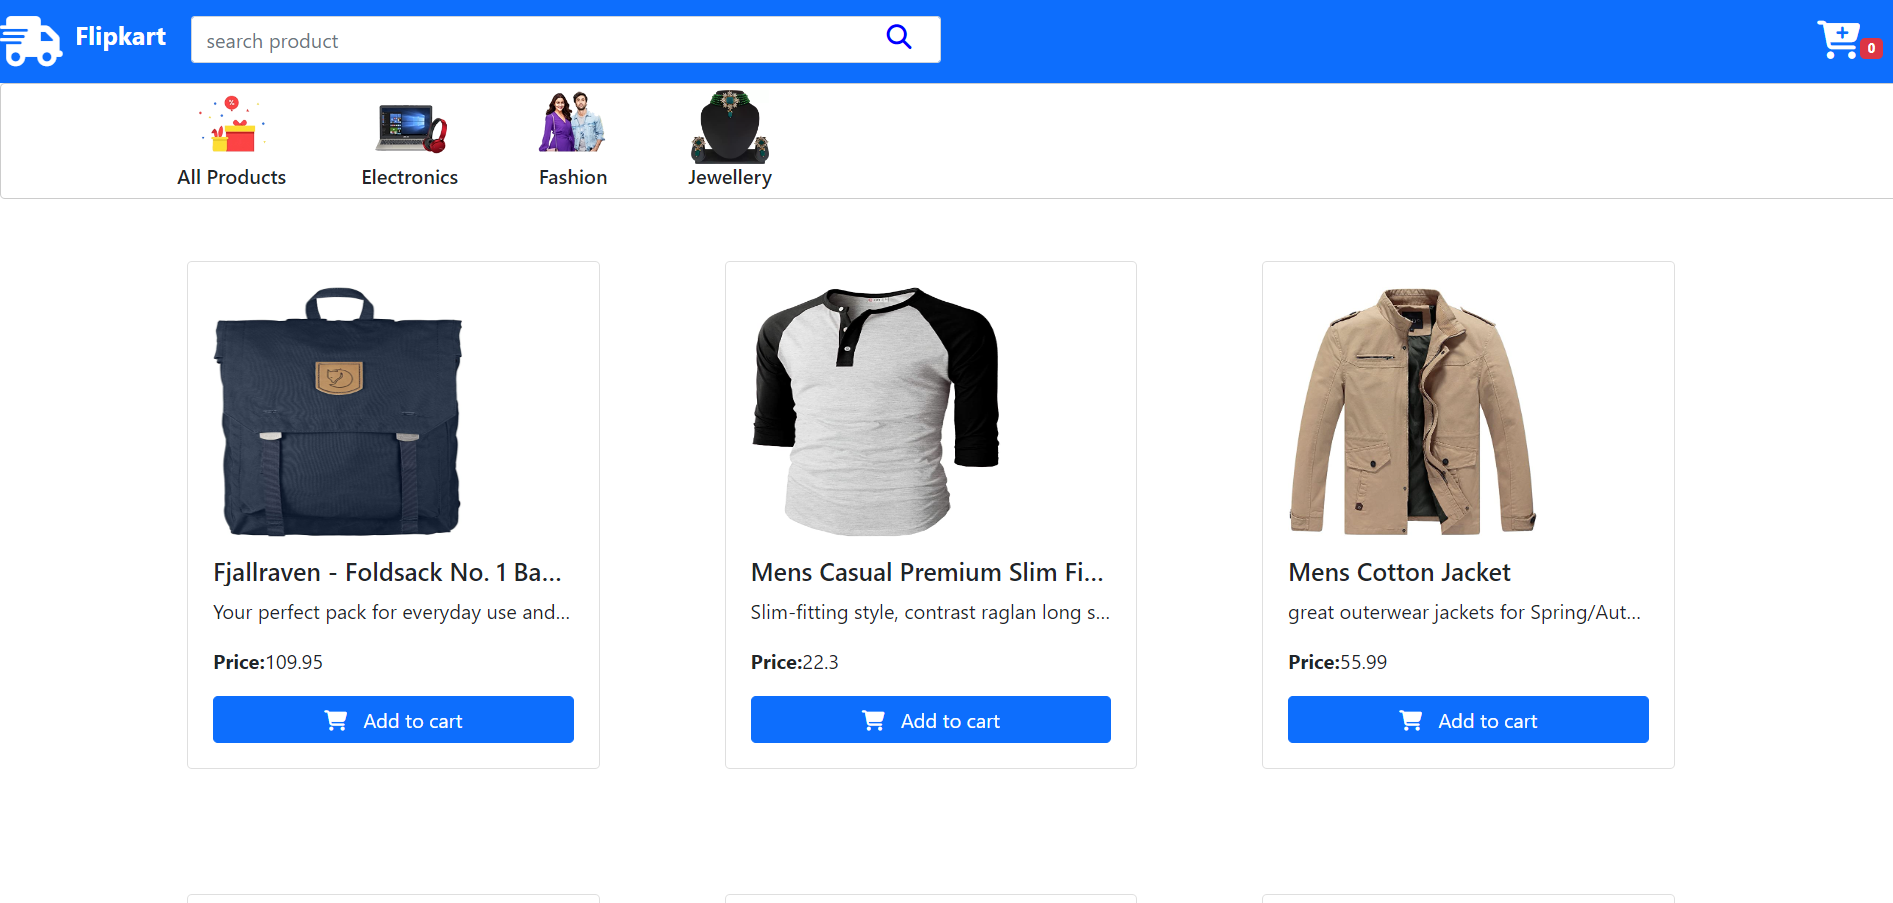 Flipkart
search product
0
All Products
Electronics
Fashion
Jewellery
Fjallraven - Foldsack No. 1 Ba...
Your perfect pack for everyday use and...
Price:109.95
Add to cart
Mens Casual Premium Slim Fi...
Slim-fitting style, contrast raglan long s...
Price:22.3
Add to cart
Mens Cotton Jacket
great outerwear jackets for Spring/Aut...
Price:55.99
Add to cart